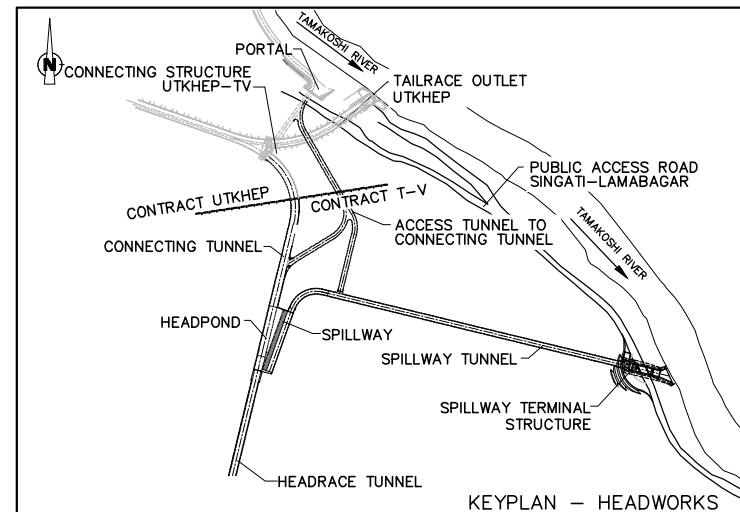 N
TAMAKOSHI RIVER
PORTAL
CONNECTING STRUCTURE
UTKHEP-TV
TAILRACE OUTLET
UTKHEP
PUBLIC ACCESS ROAD
SINGATI-LAMABAGAR
CONTRACT UTKHEP
CONTRACT T-V
TAMAKOSHI RIVER
ACCESS TUNNEL TO
CONNECTING TUNNEL
CONNECTING TUNNEL
HEADPOND
SPILLWAY
SPILLWAY TUNNEL
SPILLWAY TERMINAL
STRUCTURE
HEADRACE TUNNEL
KEYPLAN - HEADWORKS